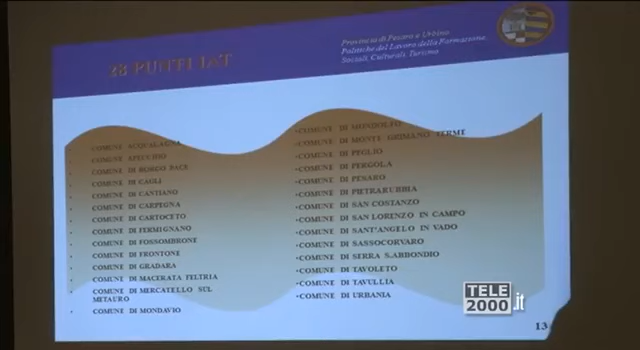 28 PUNTI IAT
Provincia di Pesaro e Urbino
Politiche del Lavoro della Formazione,
Sociali, Culturali, Turismo
COMUNE ACQUALAGNA
COMUNE APECCHIO
COMUNE DI BORGO PACE
COMUNE DI CAGLI
COMUNE DI CANTIANO
COMUNE DI CARPEGNA
COMUNE DI CARTOCETO
COMUNE DI FERMIGNANO
COMUNE DI FOSSOMBRONE
COMUNE DI FRONTONE
COMUNE DI GRADARA
COMUNE DI MACERATA FELTRIA
COMUNE DI MERCATELLO SUL
METAURO
COMUNE DI MONDAVIO
•COMUNE DI MONDOLFO
•COMUNE DI MONTE GRIMANO TERME
•COMUNE DI PEGLIO
•COMUNE DI PERGOLA
•COMUNE DI PESARO
•COMUNE DI PIETRARUBBIA
•COMUNE DI SAN COSTANZO
•COMUNE DI SAN LORENZO IN CAMPO
•COMUNE DI SANT'ANGELO IN VADO
•COMUNE DI SASSOCORVARO
•COMUNE DI SERRA S.ABBONDIO
•COMUNE DI TAVOLETO
•COMUNE DI TAVULLIA
•COMUNE DI URBANIA
TELE
2000.it
13